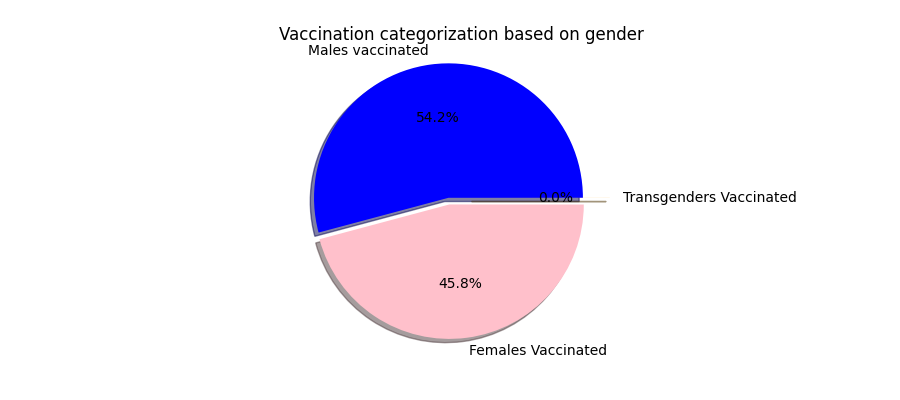 Vaccination categorization based on gender
Males vaccinated
54.2%
0.0%
Transgenders Vaccinated
45.8%
Females Vaccinated